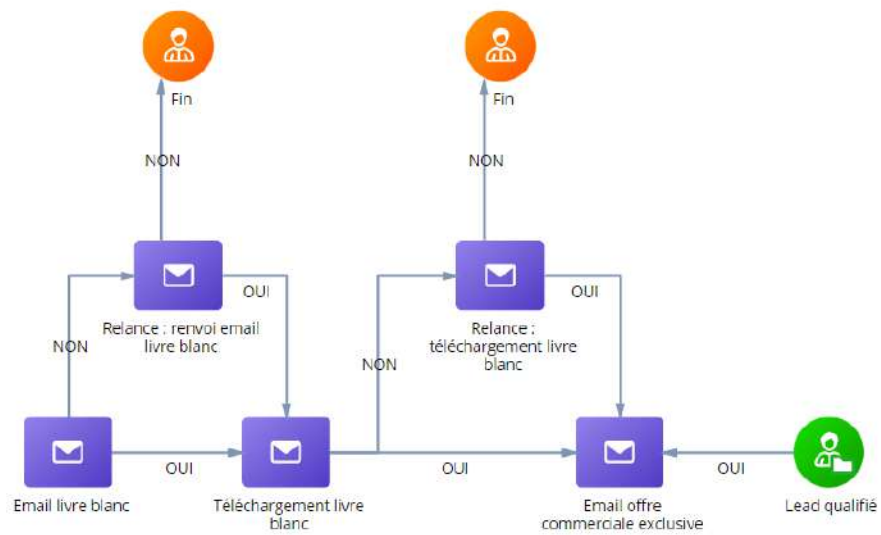 Fin
Fin
NON
NON
OUI
OUI
Relance : renvoi email
livre blanc
Relance :
téléchargement livre
blanc
NON
NON
OUI
OUI
OUI
Email livre blanc
Téléchargement livre
blanc
Email offre
commerciale exclusive
Lead qualifié